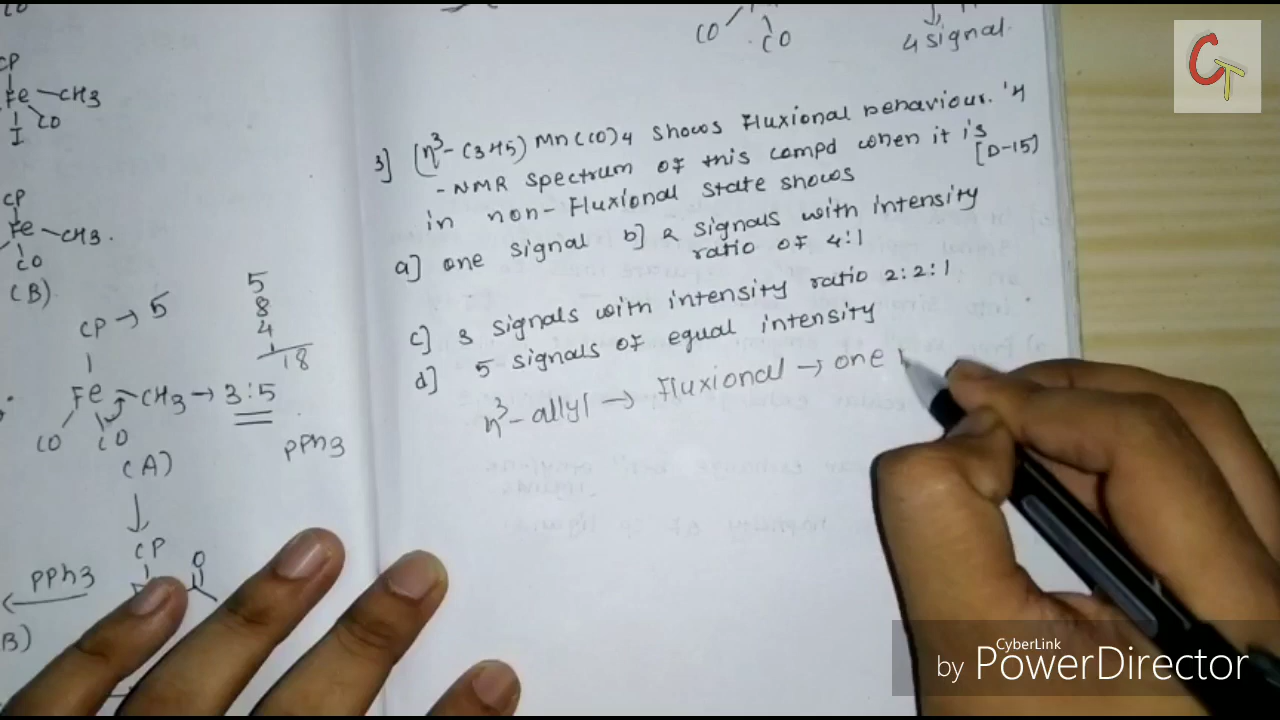 CO
CO
CO
4 signal.
CT
CP
Fe
CH3
CO
I
CP
Fe
CH3.
CO
(B)
3] (η3-C3H5) Mn(CO)4 shows Fluxional behaviour. 'H
-NMR spectrum of this compd when it is
in non-Fluxional state shows
[D-15]
a] one signal b] 2 signals with intensity
ratio of 4:1
c] 3 signals with intensity ratio 2:2:1
d] 5 signals of equal intensity
η3-allyl → Fluxional → one
CP → 5
Fe
CH3 → 3:5
CO
CO
(A)
5
8
4
1
18
PPh3
CP
O
PPh3
B)
CyberLink
by PowerDirector